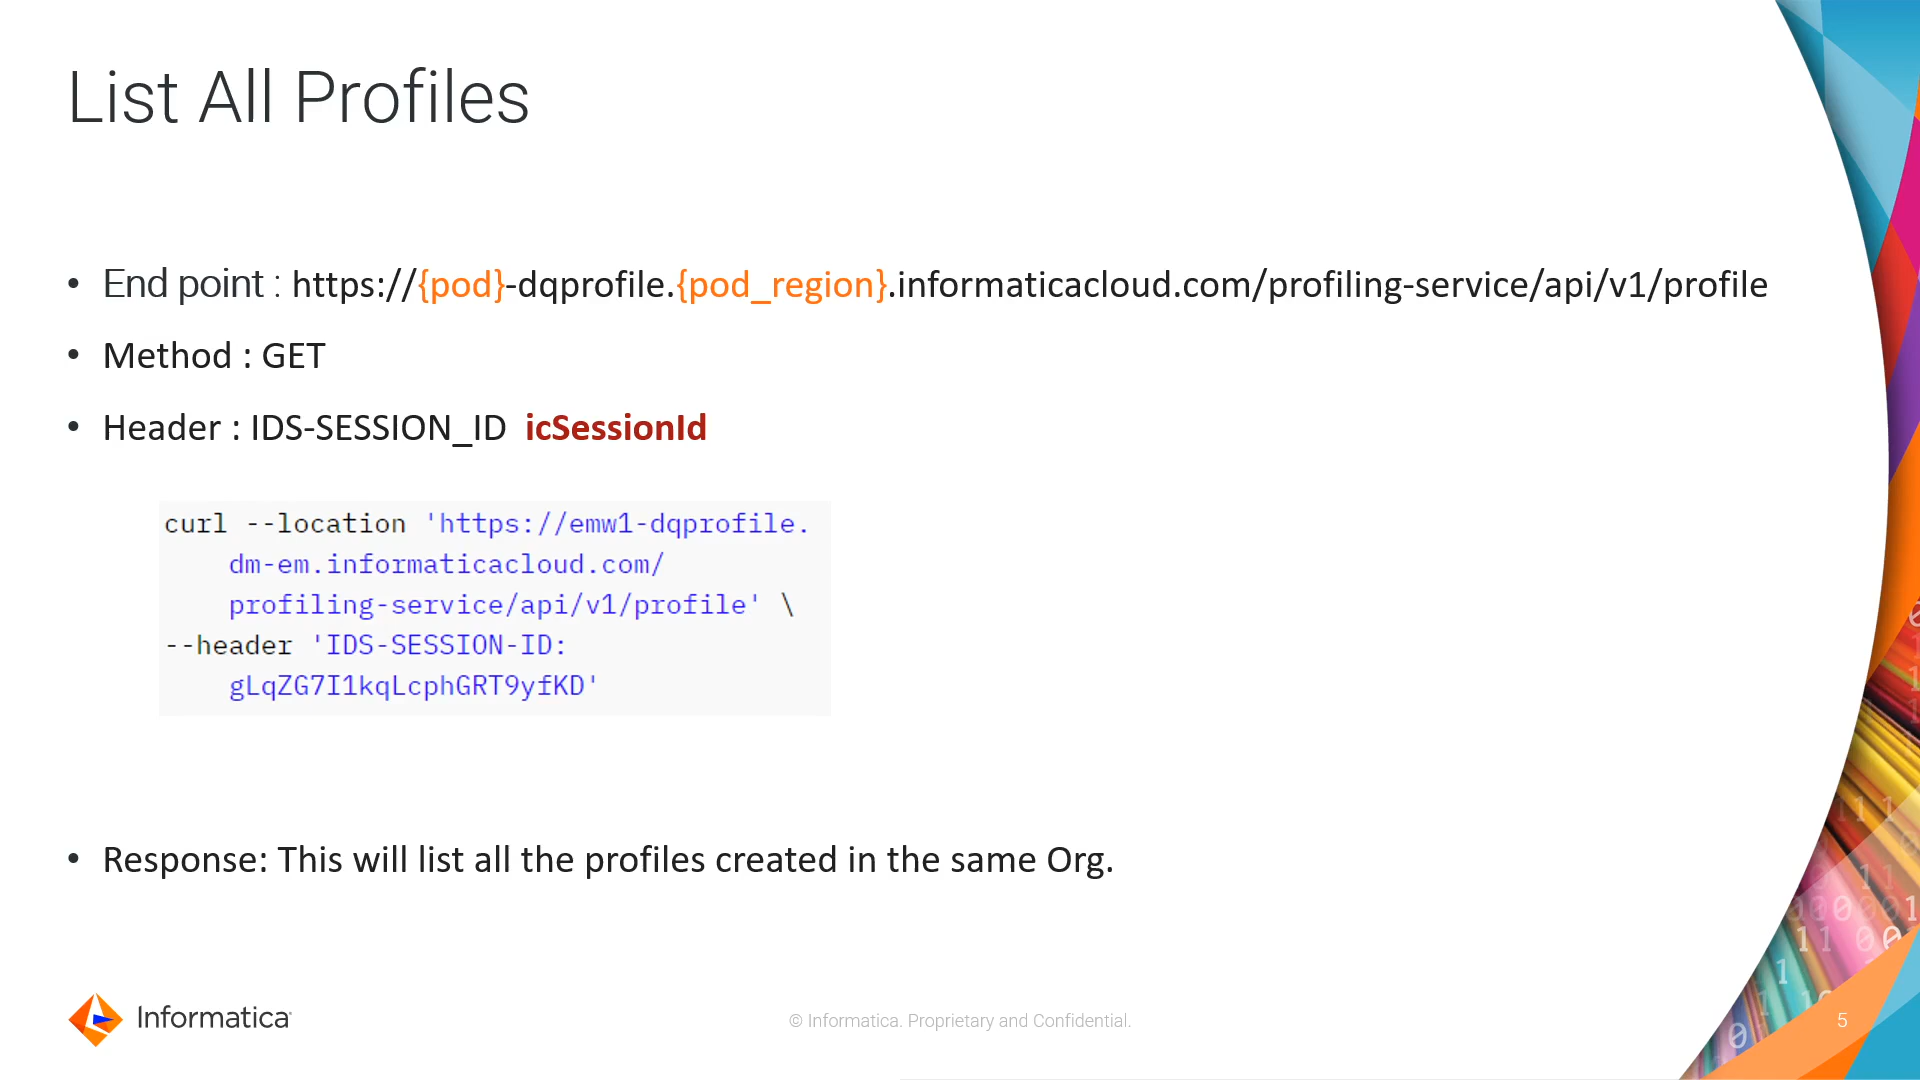 List All Profiles
• End point : https://{pod}-dqprofile.{pod_region}.informaticacloud.com/profiling-service/api/v1/profile
• Method : GET
• Header : IDS-SESSION_ID icSessionId
curl --location 'https://emw1-dqprofile.
dm-em.informaticacloud.com/
profiling-service/api/v1/profile' \
--header 'IDS-SESSION-ID:
gLqZG7I1kqLcphGRT9yfKD'
• Response: This will list all the profiles created in the same Org.
Informatica
© Informatica. Proprietary and Confidential.
5